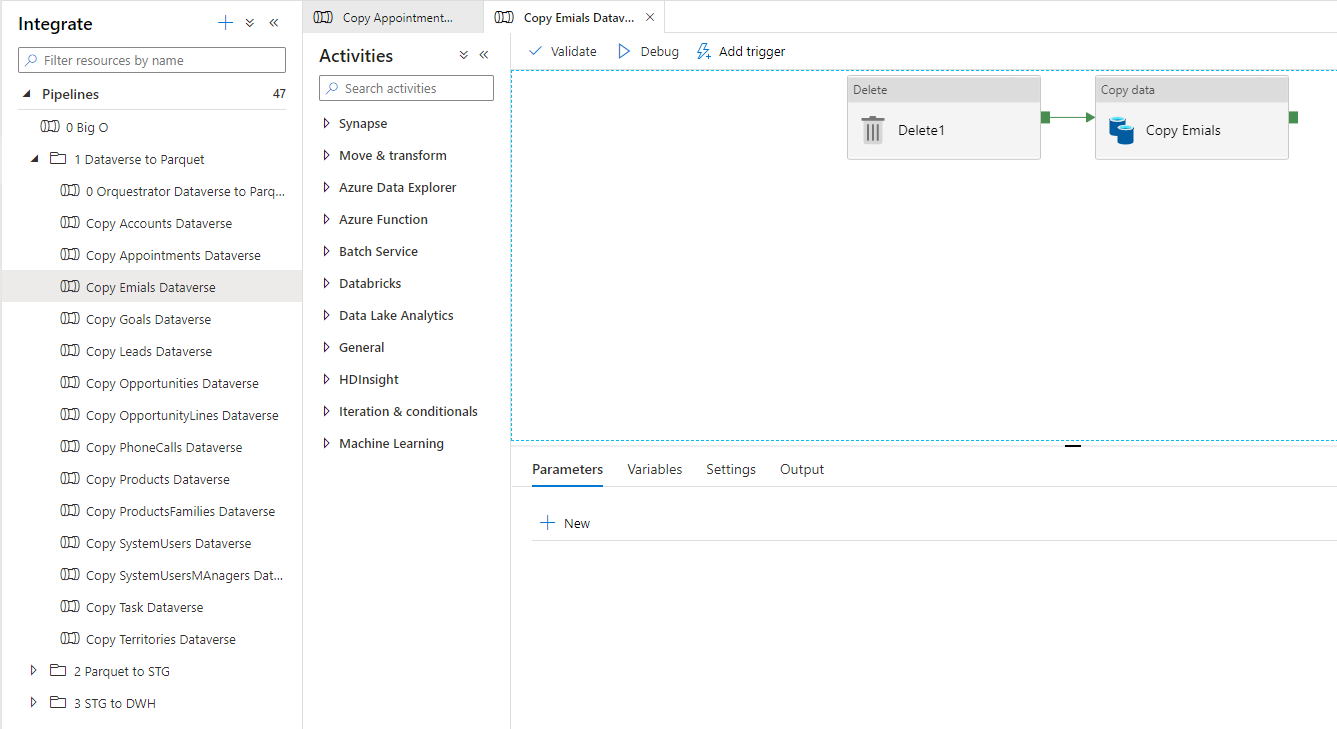 Integrate
Filter resources by name
Pipelines 47
0 Big O
1 Dataverse to Parquet
0 Orquestrator Dataverse to Parq...
Copy Accounts Dataverse
Copy Appointments Dataverse
Copy Emials Dataverse
Copy Goals Dataverse
Copy Leads Dataverse
Copy Opportunities Dataverse
Copy OpportunityLines Dataverse
Copy PhoneCalls Dataverse
Copy Products Dataverse
Copy ProductsFamilies Dataverse
Copy SystemUsers Dataverse
Copy SystemUsersMAnagers Dat...
Copy Task Dataverse
Copy Territories Dataverse
2 Parquet to STG
3 STG to DWH
Copy Appointment...
Copy Emials Datav...
Activities
Search activities
Synapse
Move & transform
Azure Data Explorer
Azure Function
Batch Service
Databricks
Data Lake Analytics
General
HDInsight
Iteration & conditionals
Machine Learning
Validate Debug Add trigger
Delete
Delete1
Copy data
Copy Emials
Parameters Variables Settings Output
New